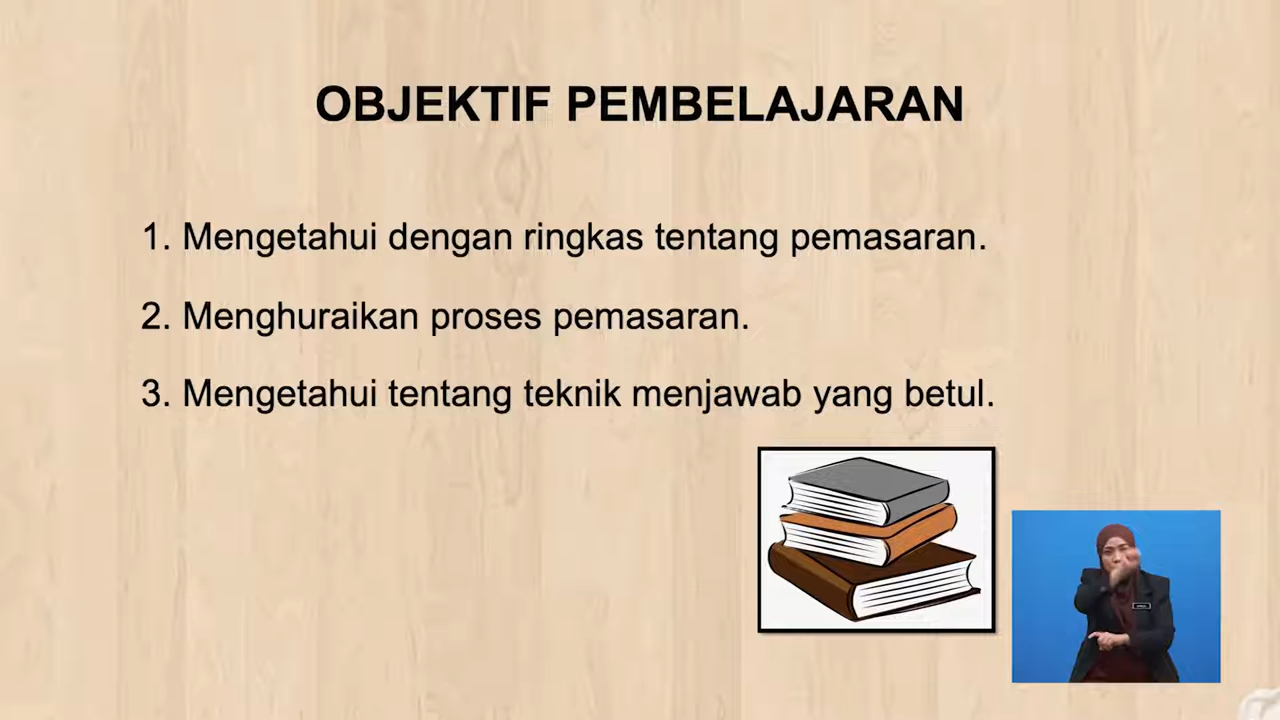 OBJEKTIF PEMBELAJARAN
1. Mengetahui dengan ringkas tentang pemasaran.
2. Menghuraikan proses pemasaran.
3. Mengetahui tentang teknik menjawab yang betul.